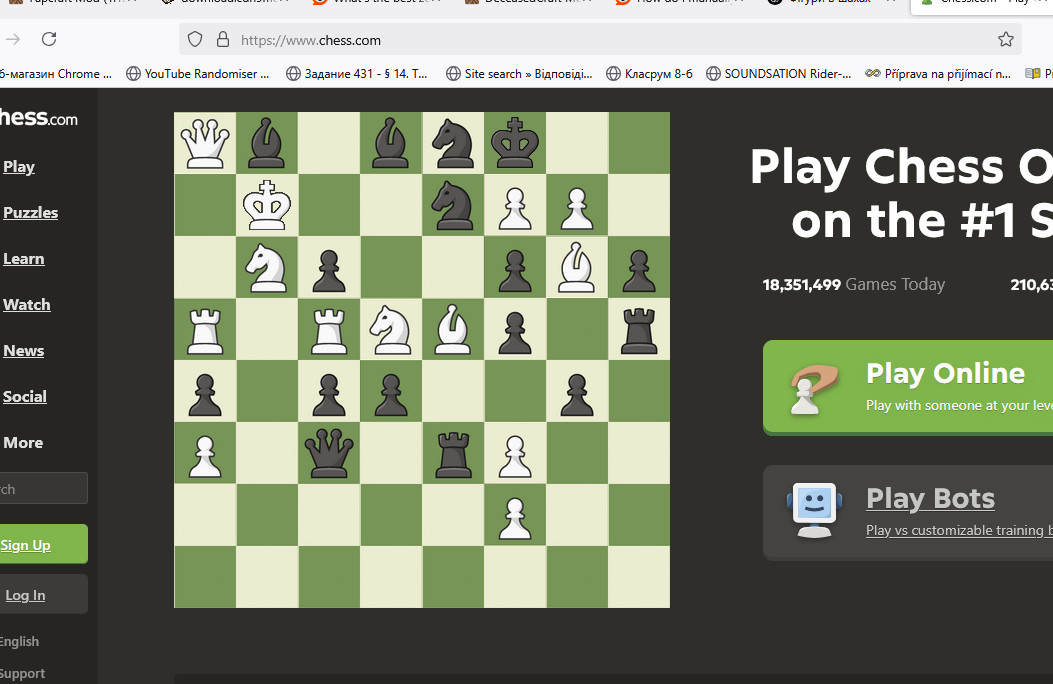 https://www.chess.com
б-магазин Chrome ...
YouTube Randomiser ...
Задание 431 - § 14. Т...
Site search » Відповіді...
Класрум 8-б
SOUNDSATION Rider-...
Příprava na přijímací n...
hess.com
Play
Puzzles
Learn
Watch
News
Social
More
rch
Sign Up
Log In
English
Support
Play Chess O
on the #1 S
18,351,499 Games Today
210,63
Play Online
Play with someone at your leve
Play Bots
Play vs customizable training b